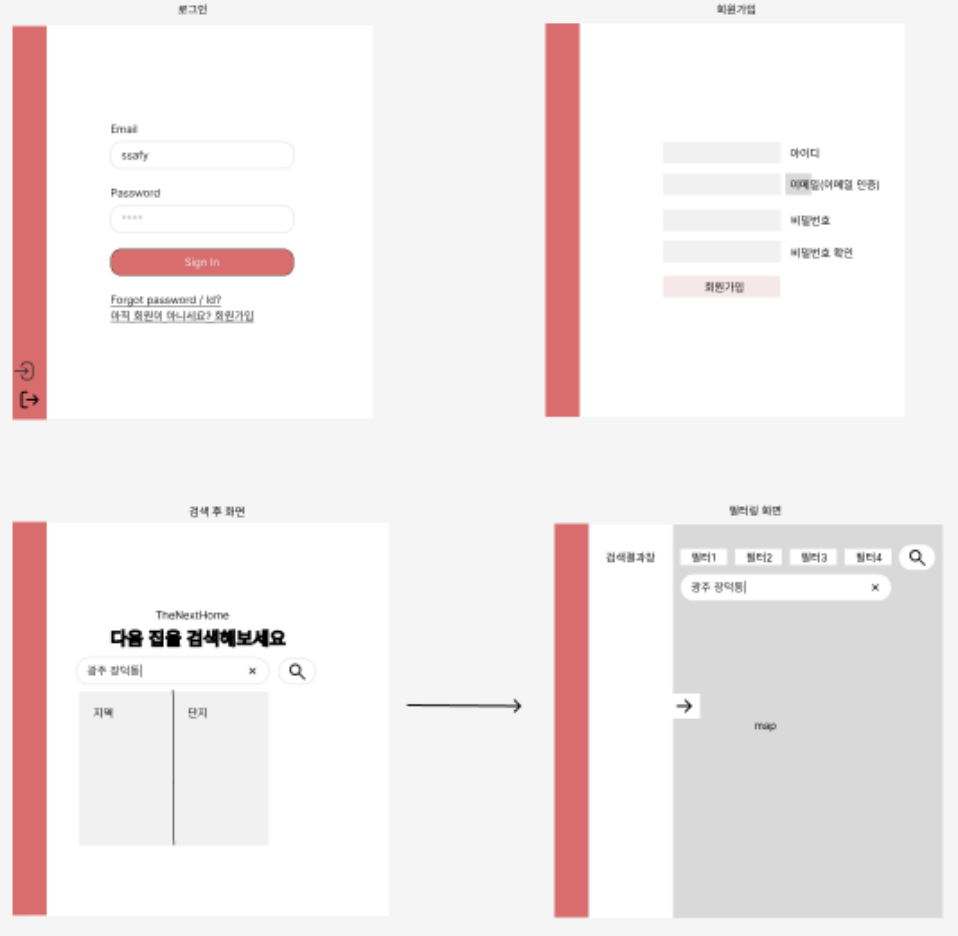 로그인
Email
ssafy
Password
****
Sign In
Forgot password / Id?
아직 회원이 아니세요? 회원가입
회원가입
아이디
이메일(이메일 인증)
비밀번호
비밀번호 확인
회원가입
검색 후 화면
TheNextHome
다음 집을 검색해보세요
광주 장덕동
지역
단지
필터링 화면
검색결과창
필터1 필터2 필터3 필터4
광주 장덕동
map